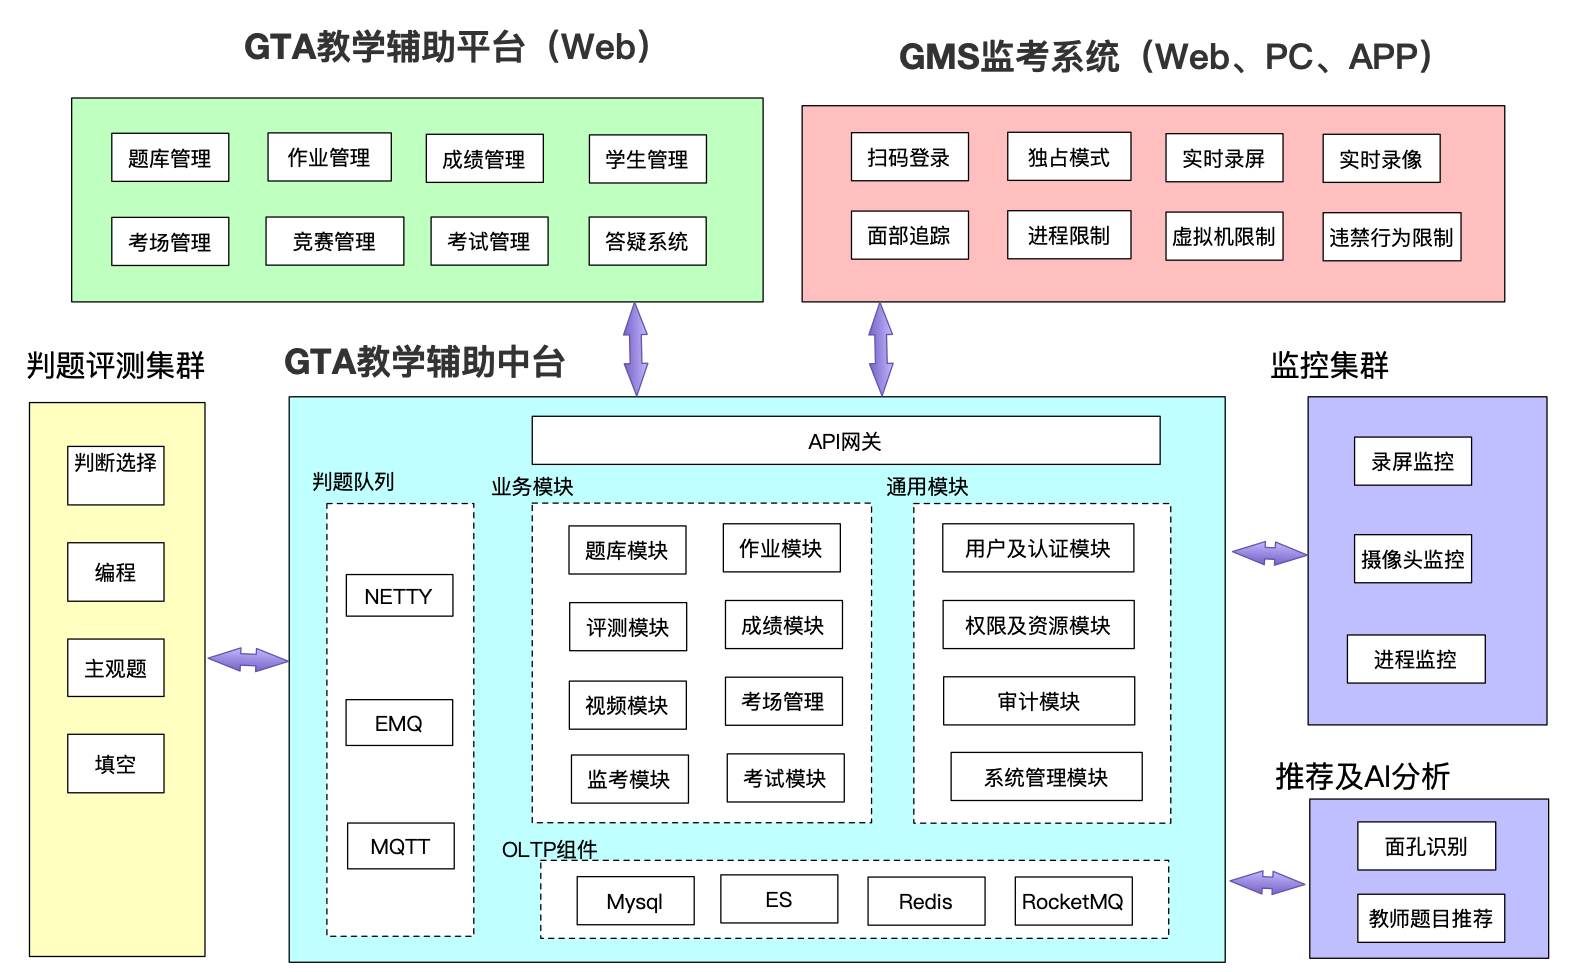 GTA教学辅助平台（Web）
题库管理
作业管理
成绩管理
学生管理
考场管理
竞赛管理
考试管理
答疑系统
GMS监考系统（Web、PC、APP）
扫码登录
独占模式
实时录屏
实时录像
面部追踪
进程限制
虚拟机限制
违禁行为限制
判题评测集群
判断选择
编程
主观题
填空
GTA教学辅助中台
API网关
判题队列
NETTY
EMQ
MQTT
业务模块
题库模块
作业模块
评测模块
成绩模块
视频模块
考场管理
监考模块
考试模块
通用模块
用户及认证模块
权限及资源模块
审计模块
系统管理模块
OLTP组件
Mysql
ES
Redis
RocketMQ
监控集群
录屏监控
摄像头监控
进程监控
推荐及AI分析
面孔识别
教师题目推荐